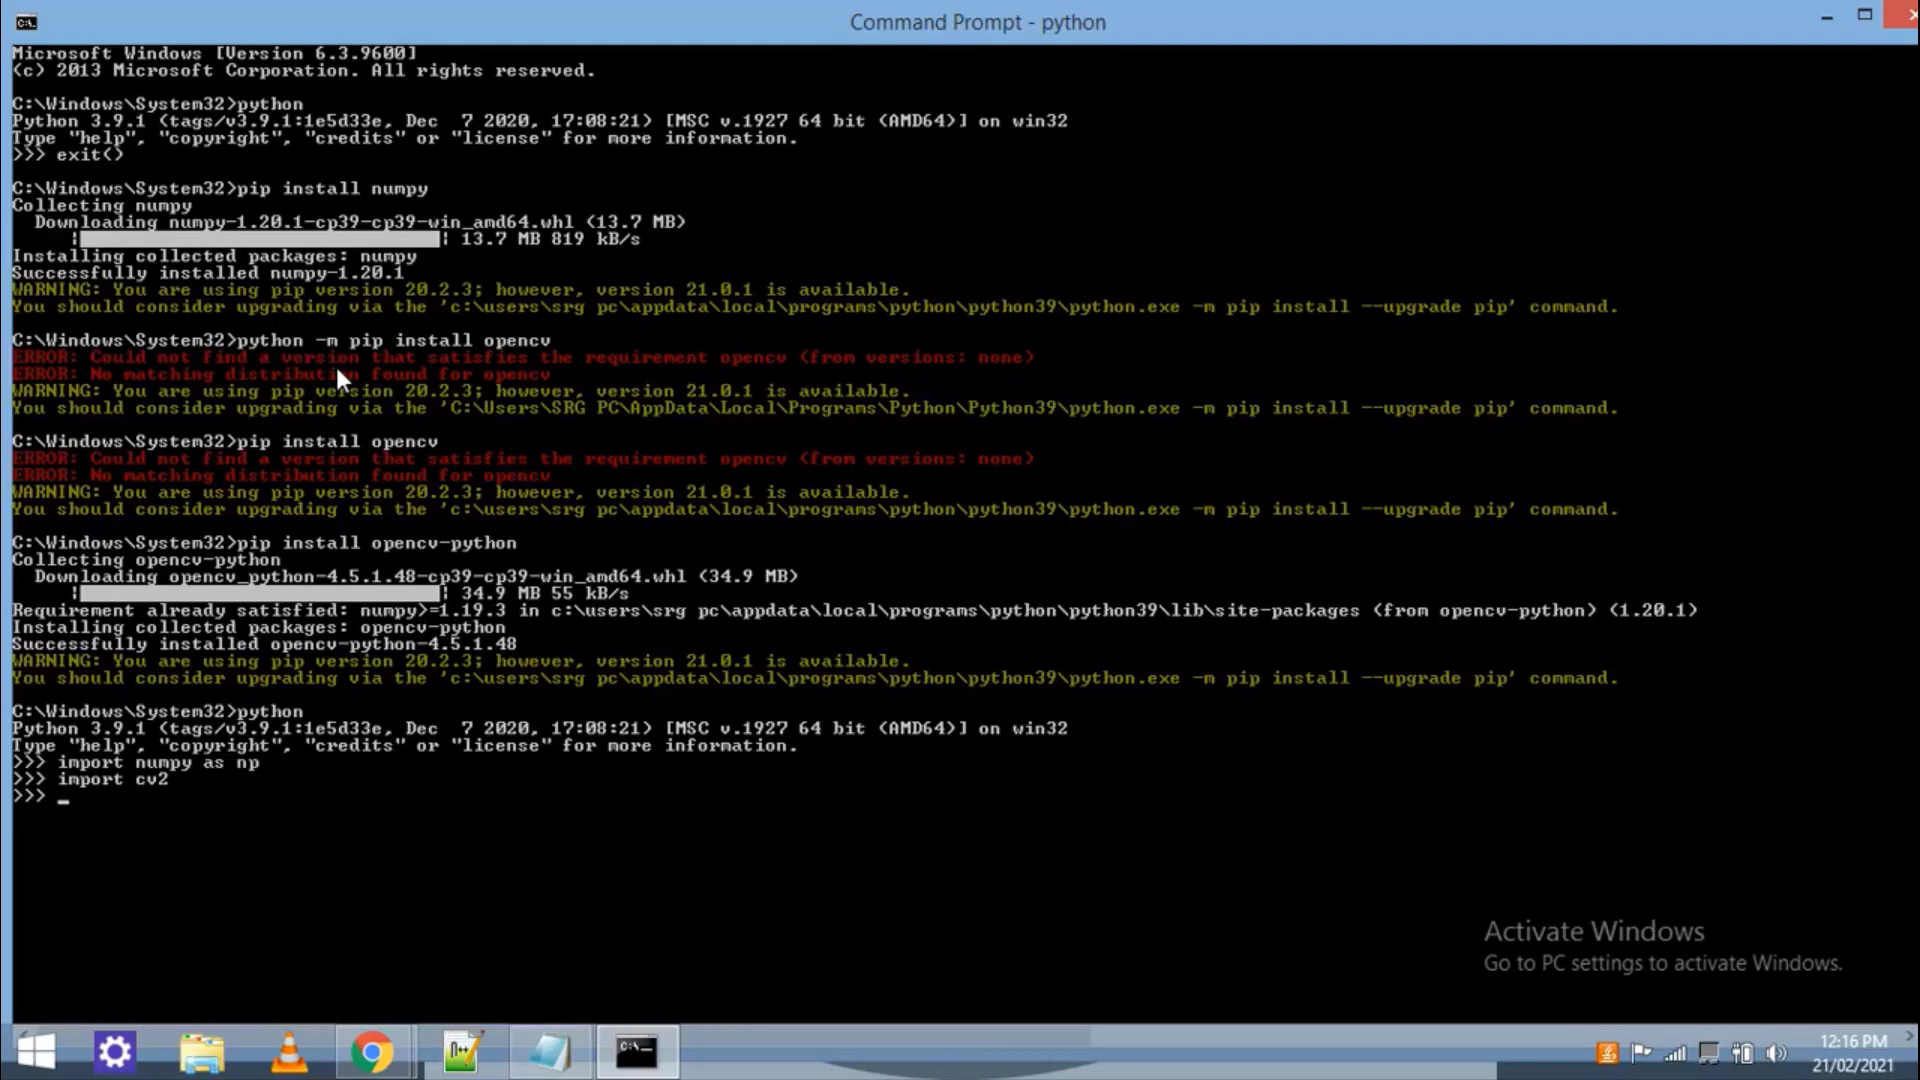 Command Prompt - python
Microsoft Windows [Version 6.3.9600]
(c) 2013 Microsoft Corporation. All rights reserved.
C:\Windows\System32>python
Python 3.9.1 (tags/v3.9.1:1e5d33e, Dec  7 2020, 17:08:21) [MSC v.1927 64 bit (AMD64)] on win32
Type "help", "copyright", "credits" or "license" for more information.
>>> exit()
C:\Windows\System32>pip install numpy
Collecting numpy
  Downloading numpy-1.20.1-cp39-cp39-win_amd64.whl (13.7 MB)
| | 13.7 MB 819 kB/s
Installing collected packages: numpy
Successfully installed numpy-1.20.1
WARNING: You are using pip version 20.2.3; however, version 21.0.1 is available.
You should consider upgrading via the 'c:\users\srg pc\appdata\local\programs\python\python39\python.exe -m pip install --upgrade pip' command.
C:\Windows\System32>python -m pip install opencv
ERROR: Could not find a version that satisfies the requirement opencv (from versions: none)
ERROR: No matching distribution found for opencv
WARNING: You are using pip version 20.2.3; however, version 21.0.1 is available.
You should consider upgrading via the 'C:\Users\SRG PC\AppData\Local\Programs\Python\Python39\python.exe -m pip install --upgrade pip' command.
C:\Windows\System32>pip install opencv
ERROR: Could not find a version that satisfies the requirement opencv (from versions: none)
ERROR: No matching distribution found for opencv
WARNING: You are using pip version 20.2.3; however, version 21.0.1 is available.
You should consider upgrading via the 'c:\users\srg pc\appdata\local\programs\python\python39\python.exe -m pip install --upgrade pip' command.
C:\Windows\System32>pip install opencv-python
Collecting opencv-python
  Downloading opencv_python-4.5.1.48-cp39-cp39-win_amd64.whl (34.9 MB)
| | 34.9 MB 55 kB/s
Requirement already satisfied: numpy>=1.19.3 in c:\users\srg pc\appdata\local\programs\python\python39\lib\site-packages (from opencv-python) (1.20.1)
Installing collected packages: opencv-python
Successfully installed opencv-python-4.5.1.48
WARNING: You are using pip version 20.2.3; however, version 21.0.1 is available.
You should consider upgrading via the 'c:\users\srg pc\appdata\local\programs\python\python39\python.exe -m pip install --upgrade pip' command.
C:\Windows\System32>python
Python 3.9.1 (tags/v3.9.1:1e5d33e, Dec  7 2020, 17:08:21) [MSC v.1927 64 bit (AMD64)] on win32
Type "help", "copyright", "credits" or "license" for more information.
>>> import numpy as np
>>> import cv2
>>> _
Activate Windows
Go to PC settings to activate Windows.
12:16 PM
21/02/2021